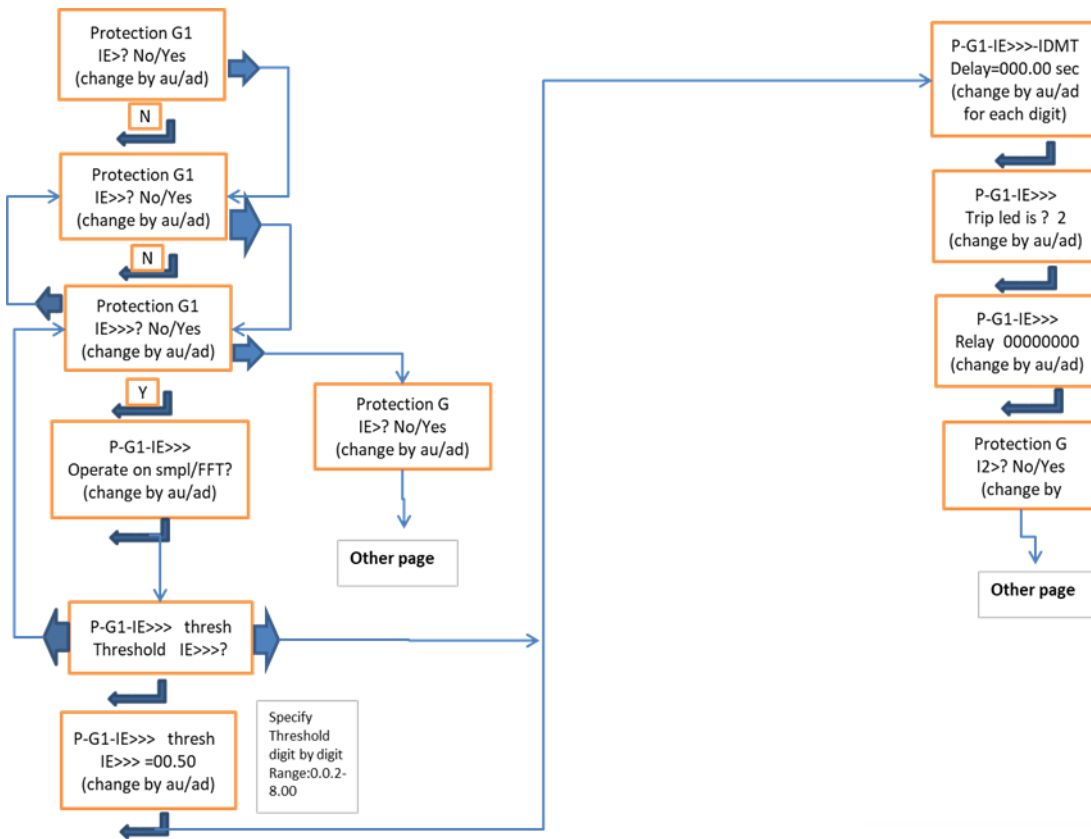 Protection G1
IE>? No/Yes
(change by au/ad)
N
Protection G1
IE>>? No/Yes
(change by au/ad)
N
Protection G1
IE>>>? No/Yes
(change by au/ad)
Y
P-G1-IE>>>
Operate on smpl/FFT?
(change by au/ad)
P-G1-IE>>> thresh
Threshold IE>>>?
P-G1-IE>>> thresh
IE>>> =00.50
(change by au/ad)
Specify
Threshold
digit by digit
Range:0.0.2-
8.00
Protection G
IE>? No/Yes
(change by au/ad)
Other page
P-G1-IE>>>-IDMT
Delay=000.00 sec
(change by au/ad
for each digit)
P-G1-IE>>>
Trip led is ? 2
(change by au/ad)
P-G1-IE>>>
Relay 00000000
(change by au/ad)
Protection G
I2>? No/Yes
(change by
Other page